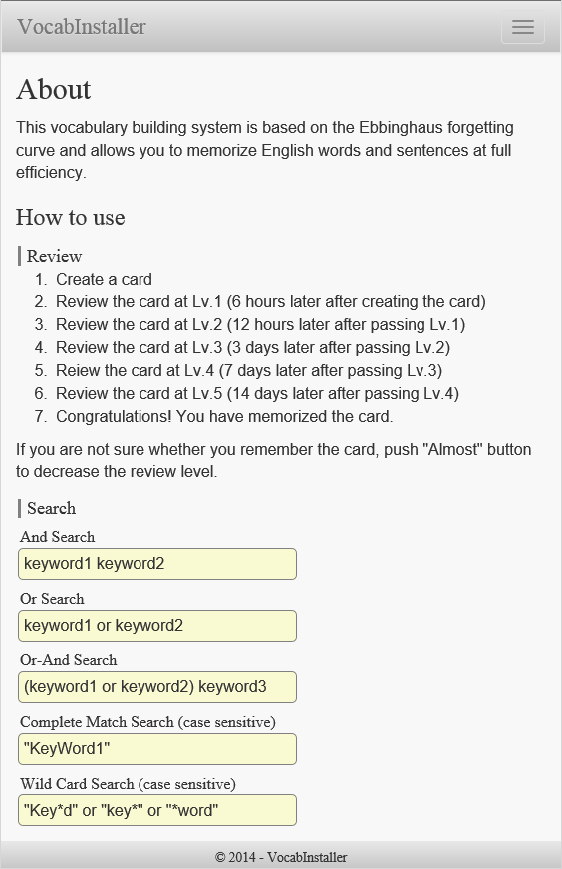 VocabInstaller
About
This vocabulary building system is based on the Ebbinghaus forgetting
curve and allows you to memorize English words and sentences at full
efficiency.
How to use
Review
1. Create a card
2. Review the card at Lv.1 (6 hours later after creating the card)
3. Review the card at Lv.2 (12 hours later after passing Lv.1)
4. Review the card at Lv.3 (3 days later after passing Lv.2)
5. Reiew the card at Lv.4 (7 days later after passing Lv.3)
6. Review the card at Lv.5 (14 days later after passing Lv.4)
7. Congratulations! You have memorized the card.
If you are not sure whether you remember the card, push "Almost" button
to decrease the review level.
Search
And Search
keyword1 keyword2
Or Search
keyword1 or keyword2
Or-And Search
(keyword1 or keyword2) keyword3
Complete Match Search (case sensitive)
"KeyWord1"
Wild Card Search (case sensitive)
"Key*d" or "key*" or "*word"
© 2014 - VocabInstaller